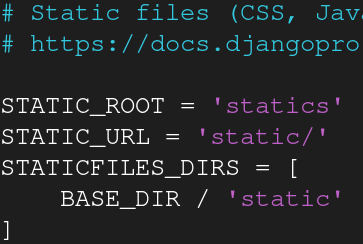 # Static files (CSS, Java
# https://docs.djangopro
STATIC_ROOT = 'statics'
STATIC_URL = 'static/'
STATICFILES_DIRS = [
    BASE_DIR / 'static'
]